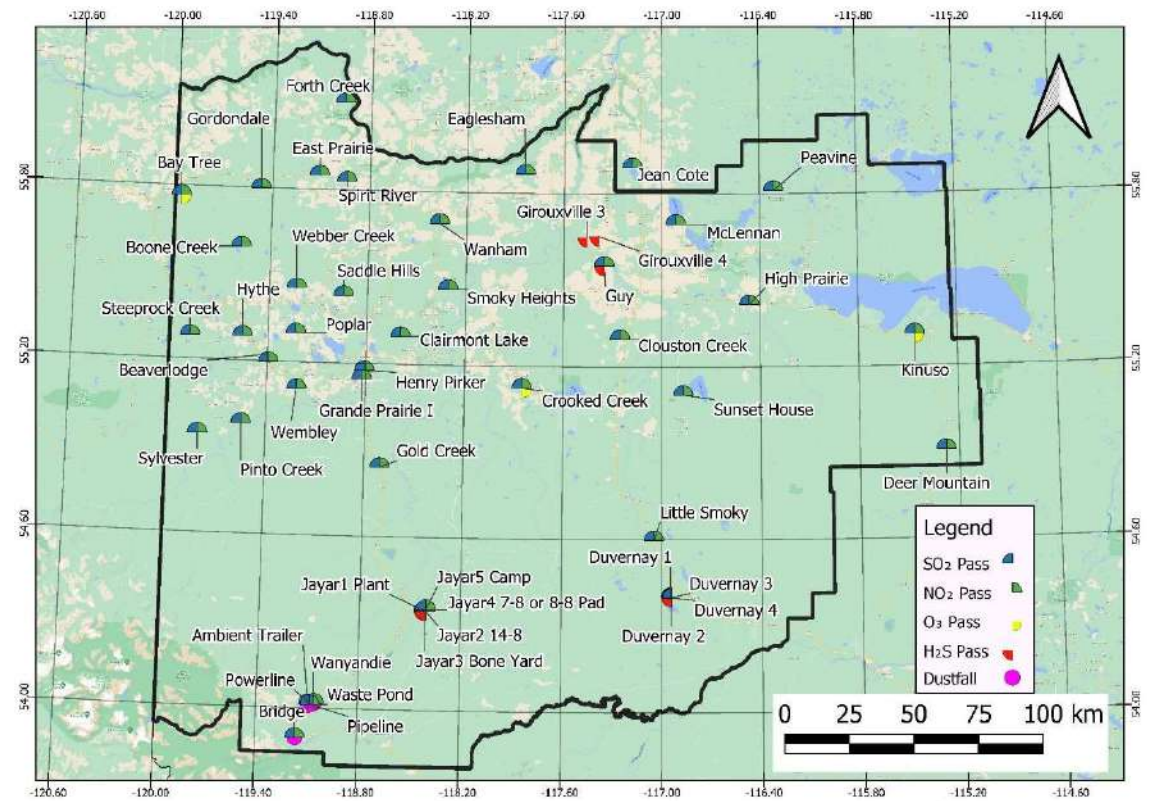 -120.60 -120.00 -119.40 -118.80 -118.20 -117.60 -117.00 -116.40 -115.80 -115.20 -114.60
Forth Creek
Gordondale
Eaglesham
East Prairie
Bay Tree
Peavine
55.80
55.80
Jean Cote
Spirit River
Girouxville 3
McLennan
Webber Creek
Boone Creek
Wanham
Girouxville 4
Saddle Hills
High Prairie
Hythe
Smoky Heights
Guy
Steeprock Creek
Poplar
Clairmont Lake
Clouston Creek
55.20
55.20
Beaverlodge
Kinuso
Henry Pirker
Crooked Creek
Grande Prairie I
Sunset House
Wembley
Gold Creek
Sylvester
Pinto Creek
Deer Mountain
Little Smoky
54.60
54.60
Legend
Duvernay 1
SO₂ Pass
Jayar5 Camp
Jayar1 Plant
Duvernay 3
NO₂ Pass
Jayar4 7-8 or 8-8 Pad
Duvernay 4
O₃ Pass
Ambient Trailer
Jayar2 14-8
Duvernay 2
H₂S Pass
Wanyandie
Jayar3 Bone Yard
Dustfall
Powerline
Waste Pond
54.00
54.00
Bridge
Pipeline
0 25 50 75 100 km
-120.60 -120.00 -119.40 -118.80 -118.20 -117.60 -117.00 -116.40 -115.80 -115.20 -114.60